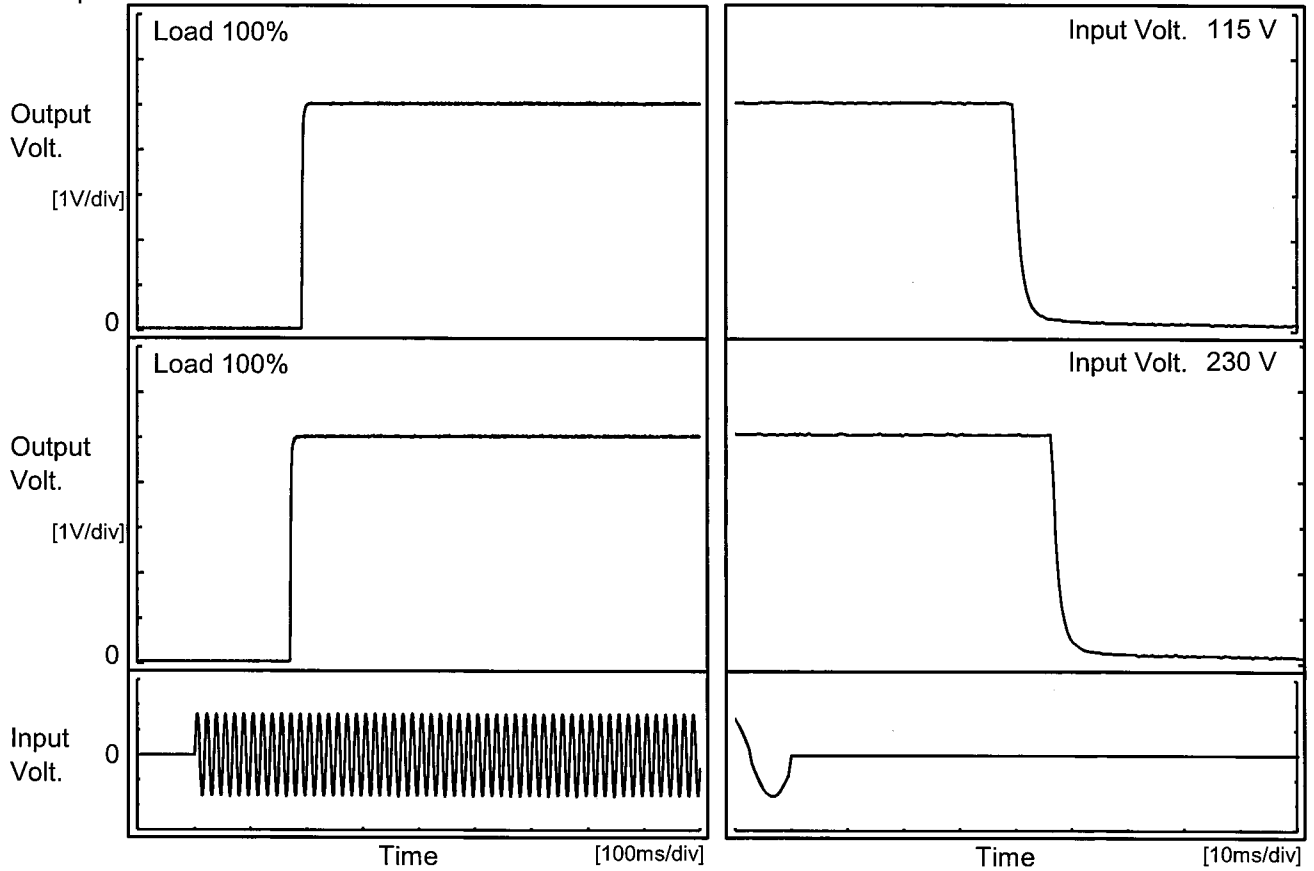 Load 100%
Input Volt. 115 V
Output
Volt.
[1V/div]
0
Load 100%
Input Volt. 230 V
Output
Volt.
[1V/div]
0
Input
Volt.
0
Time
[100ms/div]
Time
[10ms/div]